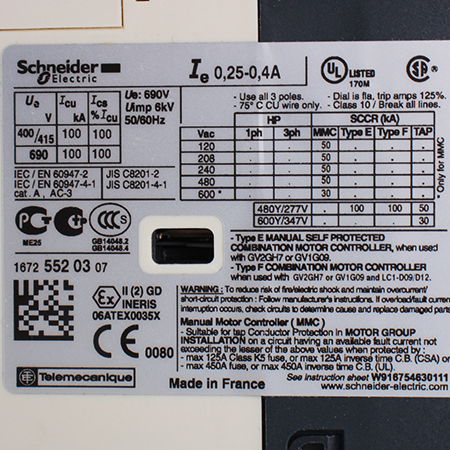 Schneider
Electric
Ie 0,25-0,4A
UL LISTED
170M
SA
Ue V Icu kA Ics % Icu
400/415 100 100
690 100 100
Ue: 690V
Uimp 6kV
50/60Hz
- Use all 3 poles.
- 75° C CU wire only.
- Dial is fla, trip amps 125%.
- Class 10 / Break all lines.
HP SCCR (kA)
Vac 1ph 3ph MMC Type E Type F TAP
120 50
208 50
240 50
480 50
600 * 30
480Y/277V 100 100 50
600Y/347V 30
* Only for MMC
IEC / EN 60947-2 JIS C8201-2
IEC / EN 60947-4-1 JIS C8201-4-1
cat. A , AC-3
ME25
GB14048.2
GB14048.4
1672 552 03 07
Ex II (2) GD
INERIS
06ATEX0035X
CE 0080
- Type E MANUAL SELF PROTECTED
COMBINATION MOTOR CONTROLLER, when used
with GV2GH7 or GV1G09.
- Type F COMBINATION MOTOR CONTROLLER
when used with GV2GH7 or GV1G09 and LC1-D09/D12.
WARNING : To reduce risk of fire/electric shock and maintain overcurrent/
short-circuit protection : Follow manufacturer's instructions. If overload/fault current
interruption occurs, check circuits to determine cause of interruption
Manual Motor Controller ( MMC )
- Suitable for tap Conductor Protection in MOTOR GROUP
INSTALLATION on a circuit having an available fault current not
exceeding the lesser of these available values when protected by
- max 125A Class K5 fuse, or max 125A inverse time C.B. (CSA) or
- max 450A fuse, or max 450A inverse time C.B. (UL).
See instruction sheet W916754630111
www.schneider-electric.com
Telemecanique
Made in France